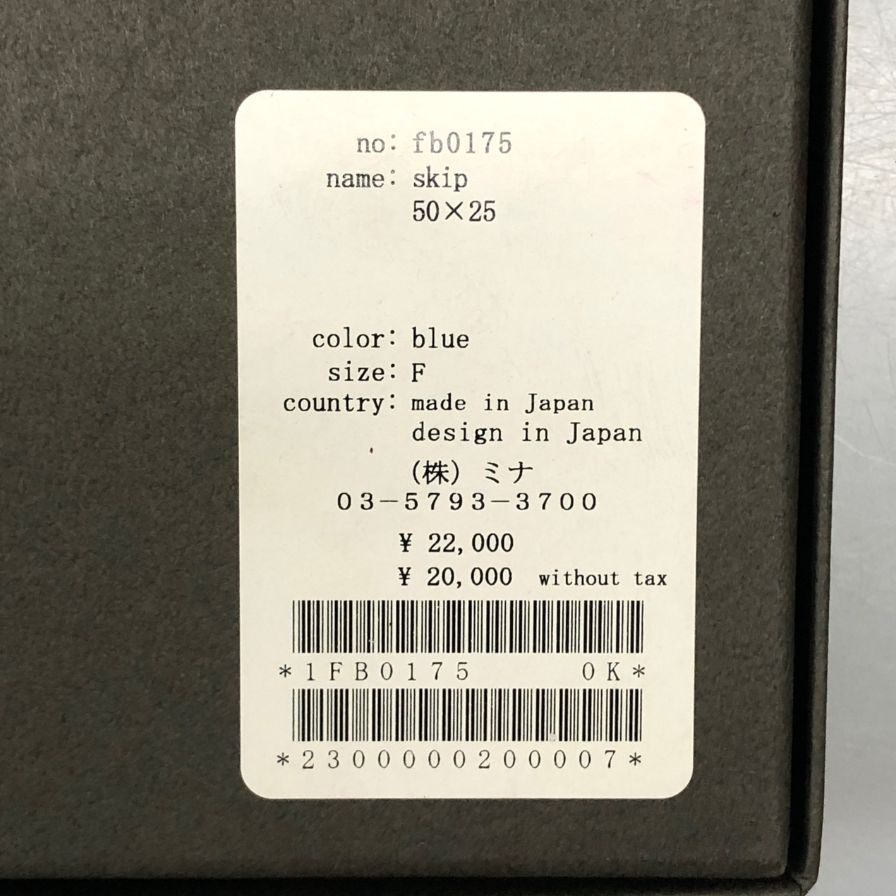 no: fb0175
name: skip
50×25
color: blue
size: F
country: made in Japan
design in Japan
(株) ミナ
03-5793-3700
¥ 22,000
¥ 20,000 without tax
*1FB0175 0K*
*2300000200007*